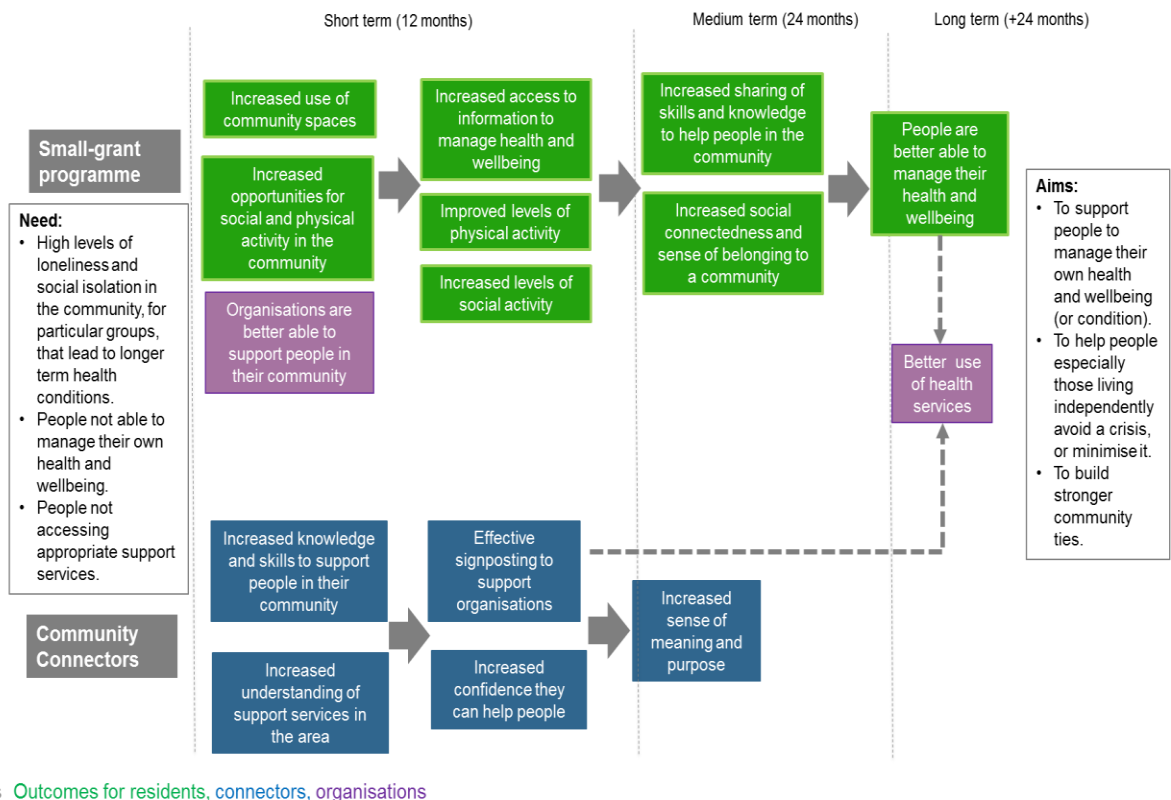 Short term (12 months)
Medium term (24 months)
Long term (+24 months)
Small-grant
programme
Need:
• High levels of
loneliness and
social isolation
in the community, for
particular groups,
that lead to longer
term health
conditions.
• People not able to
manage their own
health and
wellbeing.
• People not
accessing
appropriate support
services.
Community
Connectors
Increased use of
community spaces
Increased
opportunities for
social and physical
activity in the
community
Organisations are
better able to
support people in
their community
Increased access to
information to
manage health and
wellbeing
Improved levels of
physical activity
Increased levels of
social activity
Increased sharing of
skills and knowledge
to help people in the
community
Increased social
connectedness and
sense of belonging to
a community
People are
better able to
manage their
health and
wellbeing
Better use
of health
services
Aims:
• To support
people to
manage their
own health
and wellbeing
(or condition).
• To help people
especially
those living
independently
avoid a crisis,
or minimise it.
• To build
stronger
community
ties.
Increased knowledge
and skills to support
people in their
community
Increased
understanding of
support services in
the area
Effective
signposting to
support
organisations
Increased
confidence they
can help people
Increased
sense of
meaning and
purpose
s Outcomes for residents, connectors, organisations